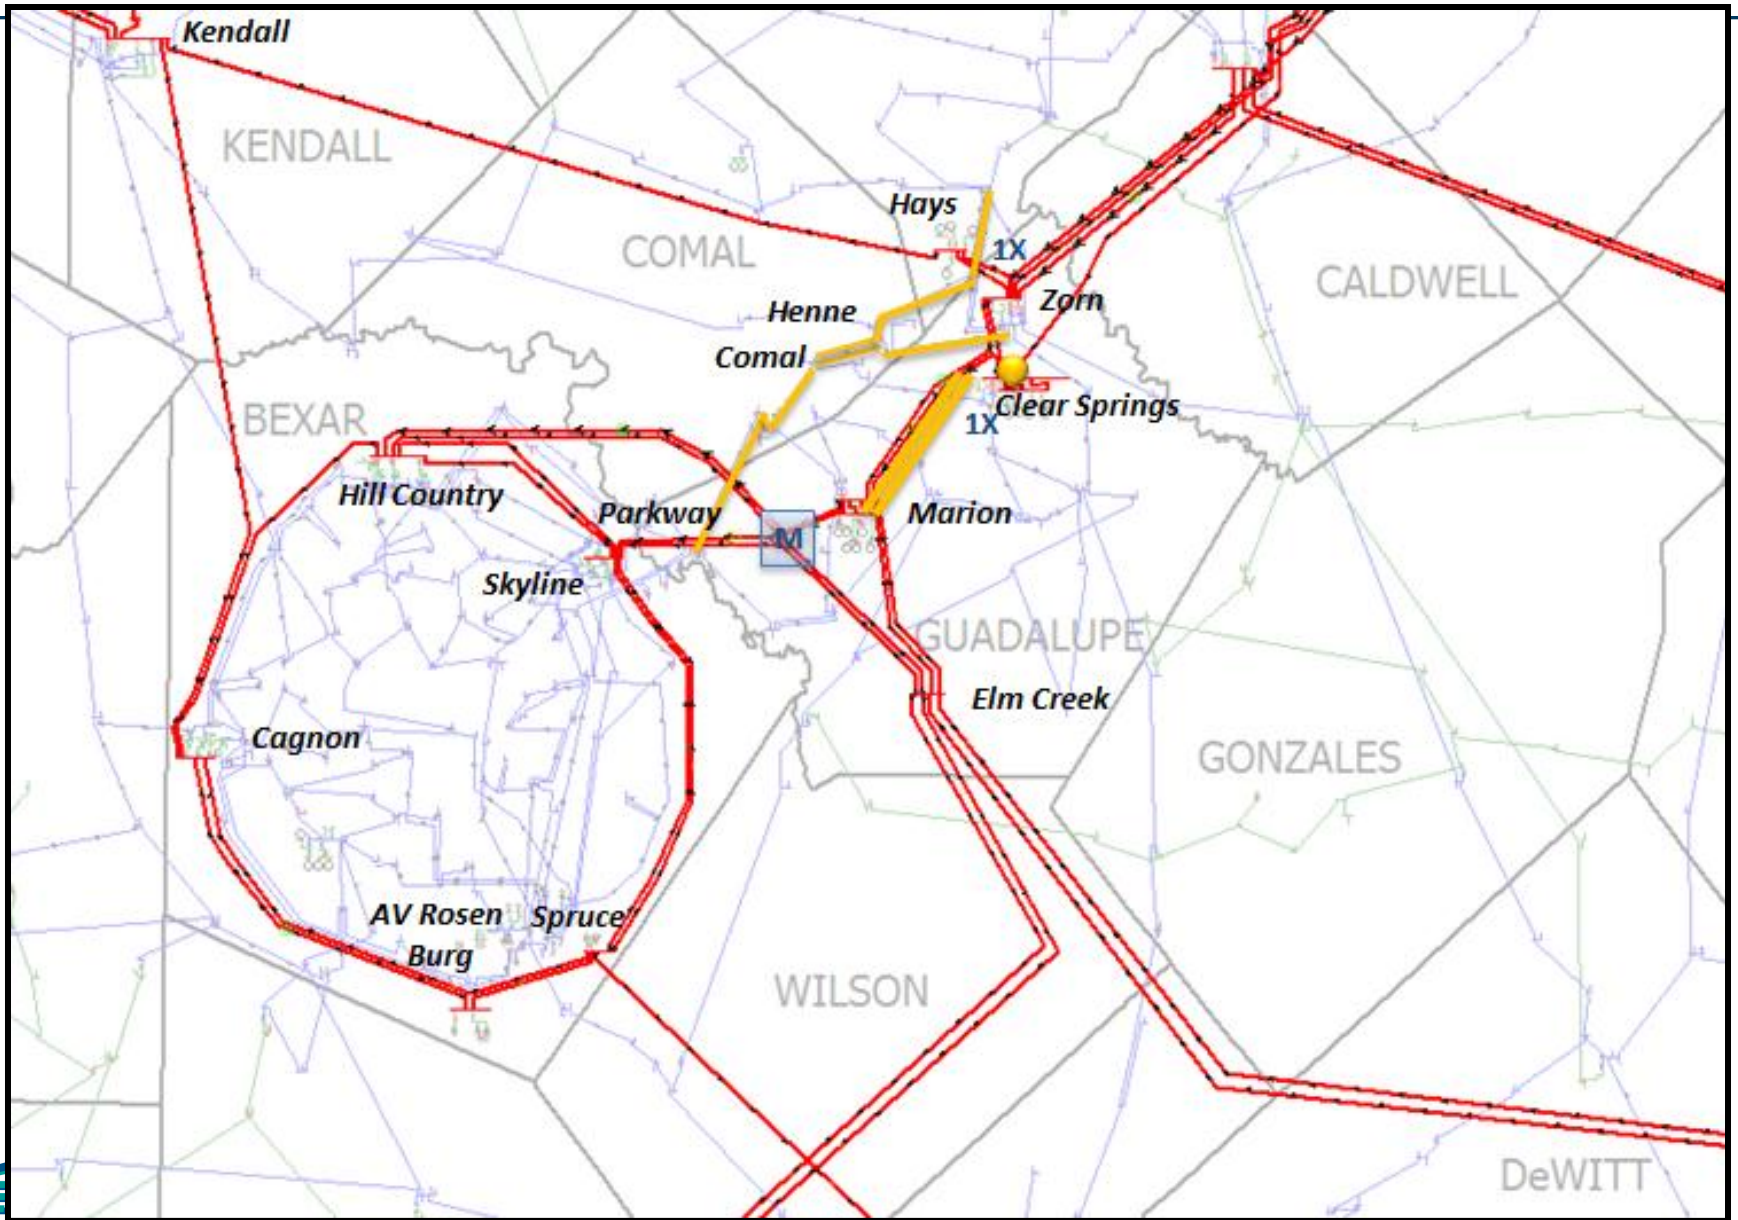 Kendall
KENDALL
Hays
COMAL
1X
CALDWELL
Zorn
Henne
Comal
Clear Springs
BEXAR
1X
Hill Country
Parkway
Marion
M
Skyline
GUADALUPE
Elm Creek
Cagnon
GONZALES
AV Rosen
Burg
Spruce
WILSON
DeWITT